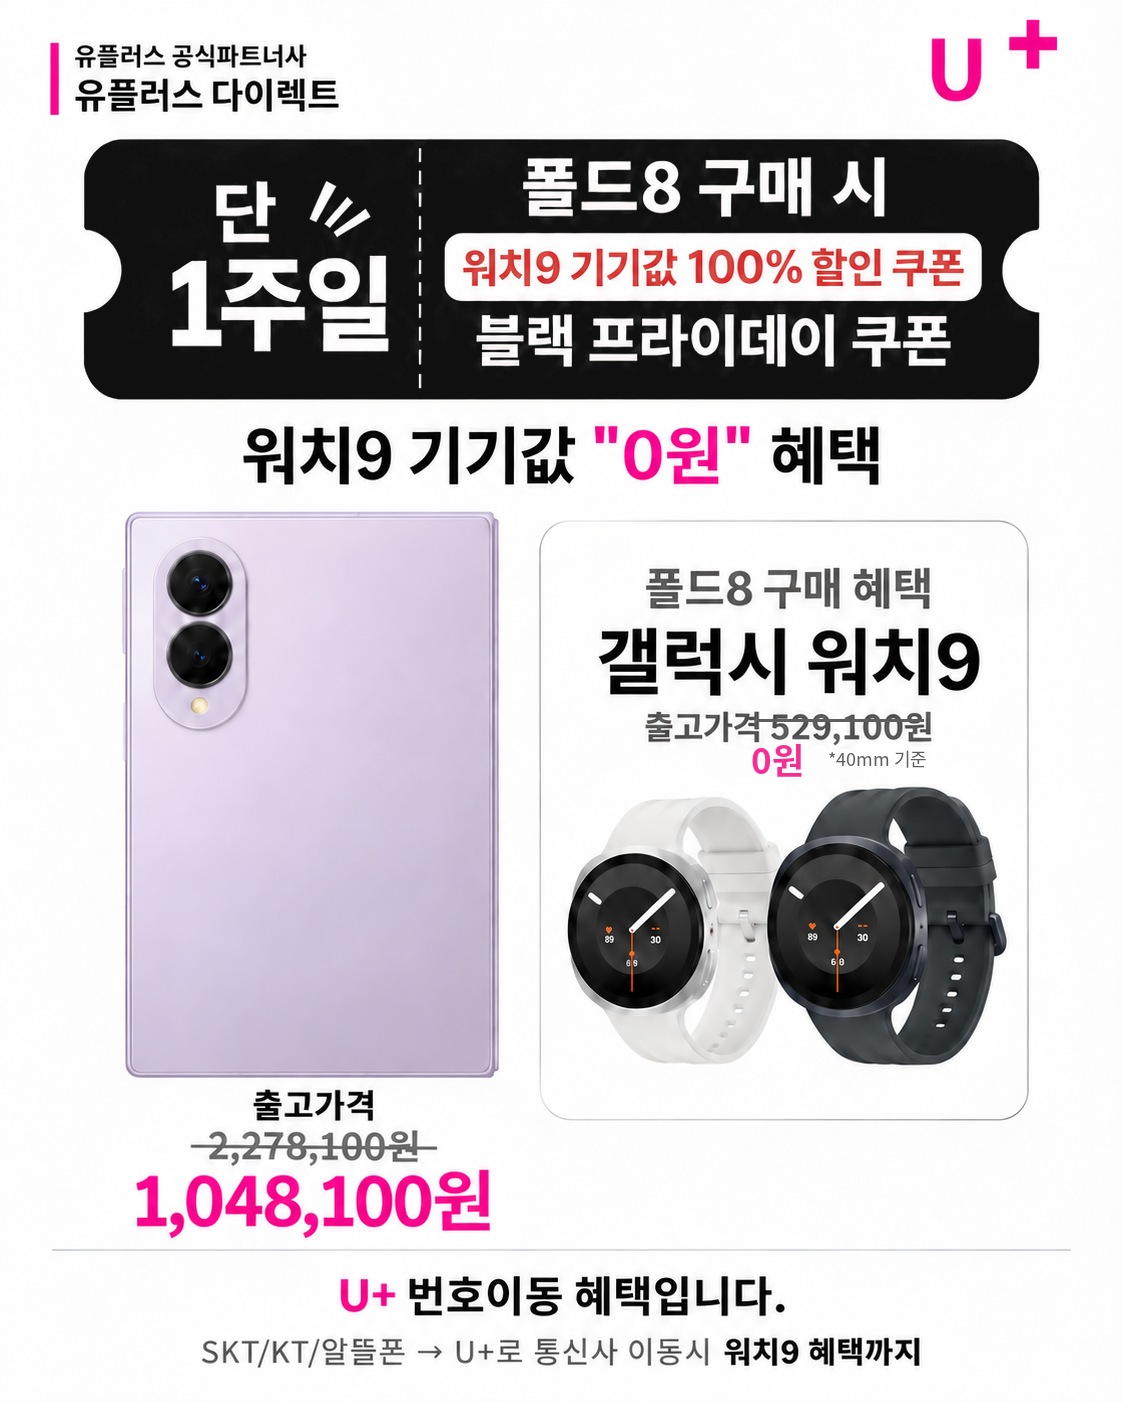 유플러스 공식파트너사
유플러스 다이렉트
U+
단
1주일
폴드8 구매 시
워치9 기기값 100% 할인 쿠폰
블랙 프라이데이 쿠폰
워치9 기기값 "0원" 혜택
폴드8 구매 혜택
갤럭시 워치9
출고가격 529,100원
0원 *40mm 기준
89 30
69
89 30
69
출고가격
2,278,100원
1,048,100원
U+ 번호이동 혜택입니다.
SKT/KT/알뜰폰 → U+로 통신사 이동시 워치9 혜택까지